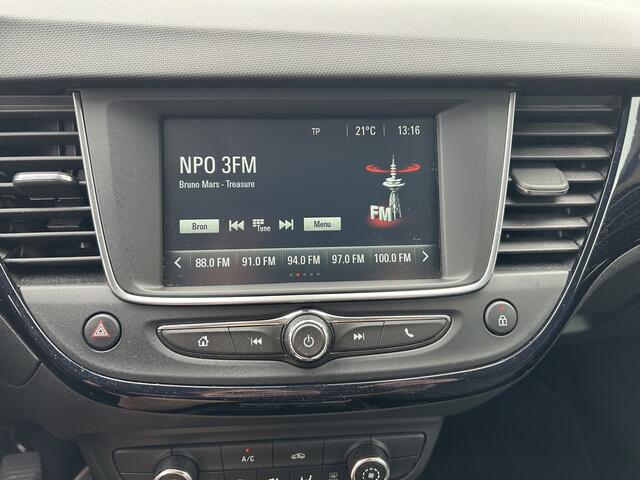 TP 21°C 13:16
NPO 3FM
Bruno Mars - Treasure
FM
Bron Tune Menu
88.0 FM 91.0 FM 94.0 FM 97.0 FM 100.0 FM
A/C